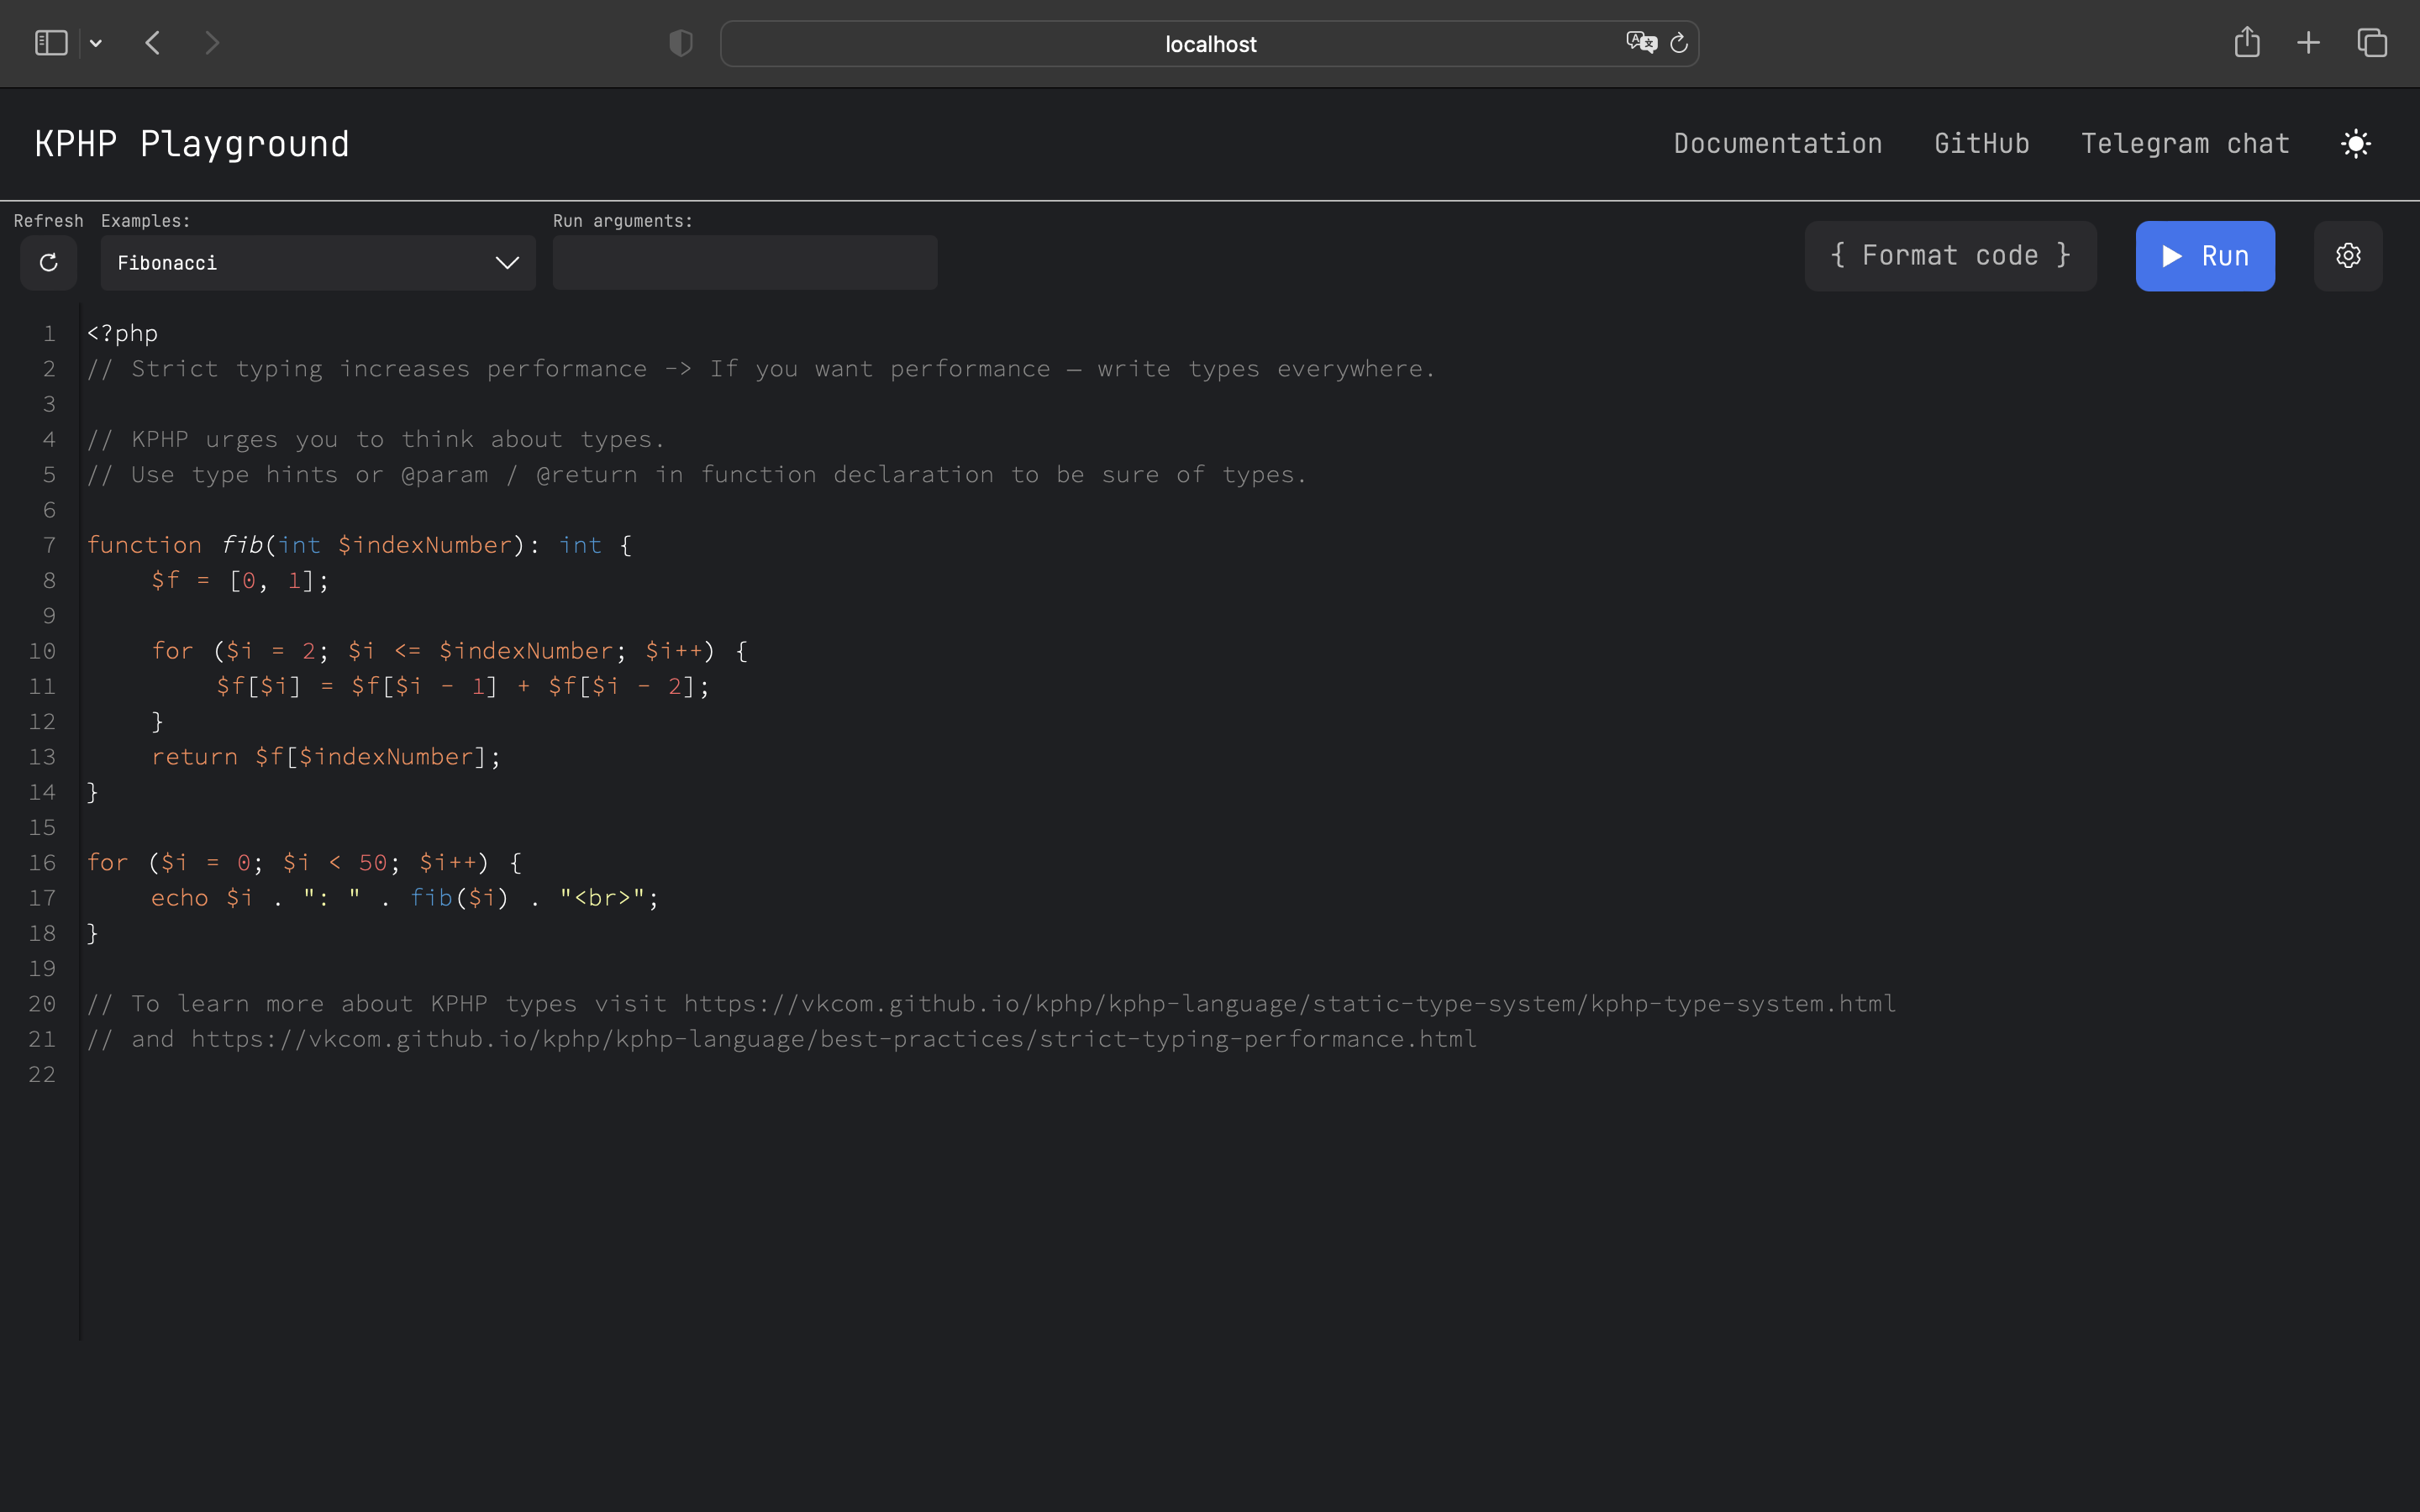 localhost
KPHP Playground
Documentation GitHub Telegram chat
Refresh Examples: Run arguments:
Fibonacci
{ Format code } Run
1 <?php
2 // Strict typing increases performance -> If you want performance — write types everywhere.
3
4 // KPHP urges you to think about types.
5 // Use type hints or @param / @return in function declaration to be sure of types.
6
7 function fib(int $indexNumber): int {
8     $f = [0, 1];
9
10     for ($i = 2; $i <= $indexNumber; $i++) {
11         $f[$i] = $f[$i - 1] + $f[$i - 2];
12     }
13     return $f[$indexNumber];
14 }
15
16 for ($i = 0; $i < 50; $i++) {
17     echo $i . ": " . fib($i) . "<br>";
18 }
19
20 // To learn more about KPHP types visit https://vkcom.github.io/kphp/kphp-language/static-type-system/kphp-type-system.html
21 // and https://vkcom.github.io/kphp/kphp-language/best-practices/strict-typing-performance.html
22